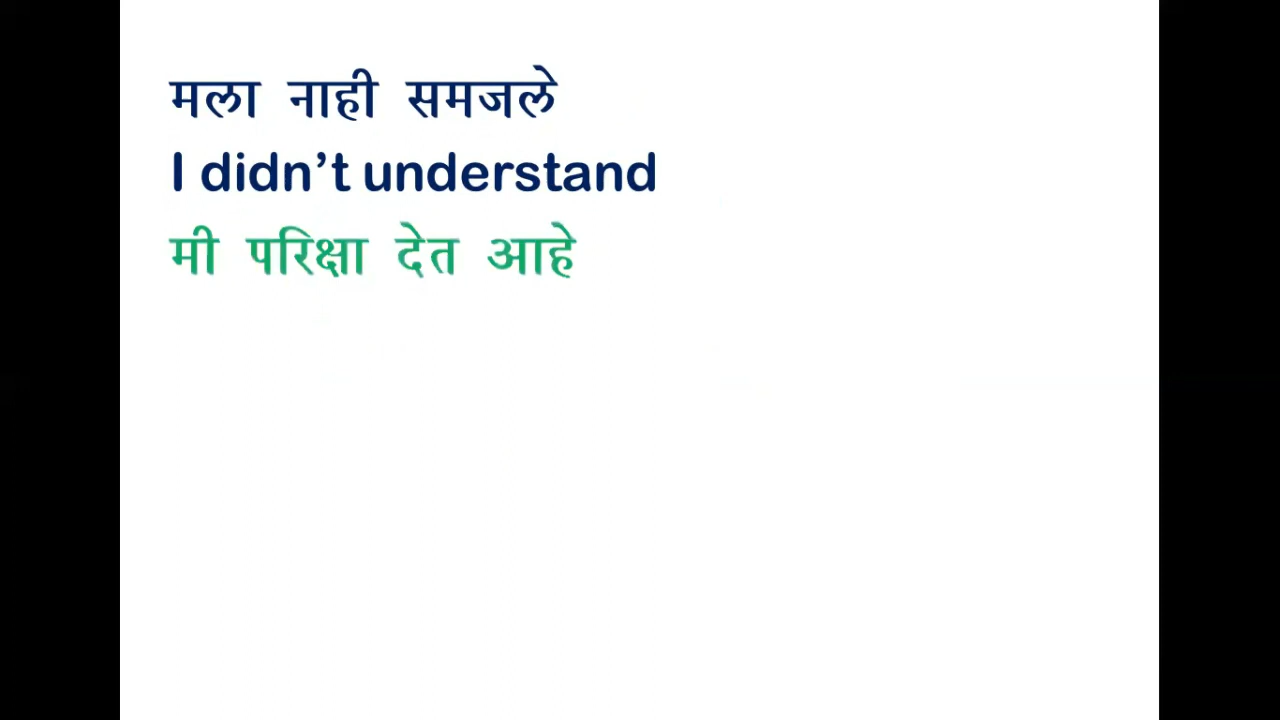 मला नाही समजले
I didn’t understand
मी परिक्षा देत आहे